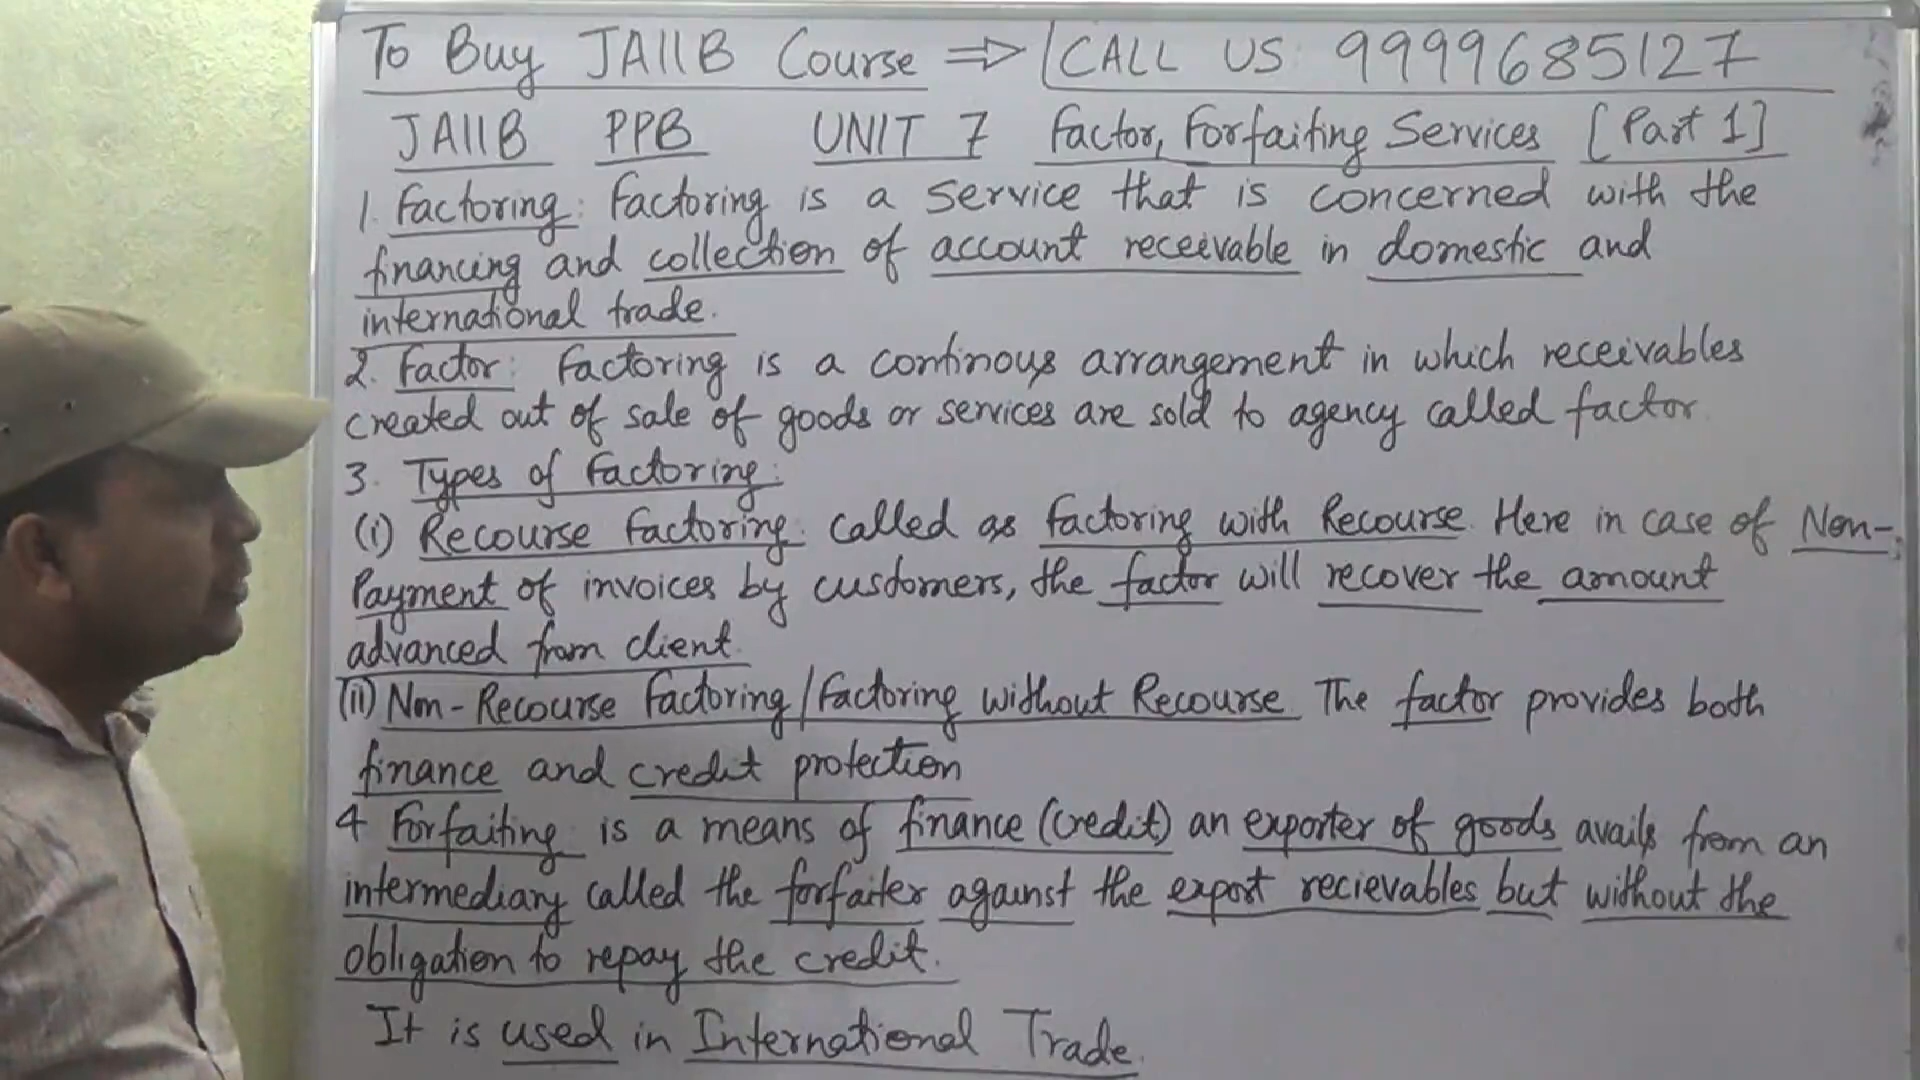 To Buy JAIIB Course ⇒ CALL US 9999685127
JAIIB PPB UNIT 7 Factor, Forfaiting Services [Part 1]
1. Factoring: Factoring is a service that is concerned with the
financing and collection of account receivable in domestic and
international trade.
2. Factor: Factoring is a continous arrangement in which receivables
created out of sale of goods or services are sold to agency called factor.
3. Types of Factoring:
(i) Recourse Factoring: called as factoring with Recourse. Here in case of Non-
Payment of invoices by customers, the factor will recover the amount
advanced from client.
(ii) Non-Recourse Factoring/Factoring without Recourse. The factor provides both
finance and credit protection
4 Forfaiting: is a means of finance (credit) an exporter of goods avails from an
intermediary called the forfaiter against the export recievables but without the
obligation to repay the credit.
It is used in International Trade.